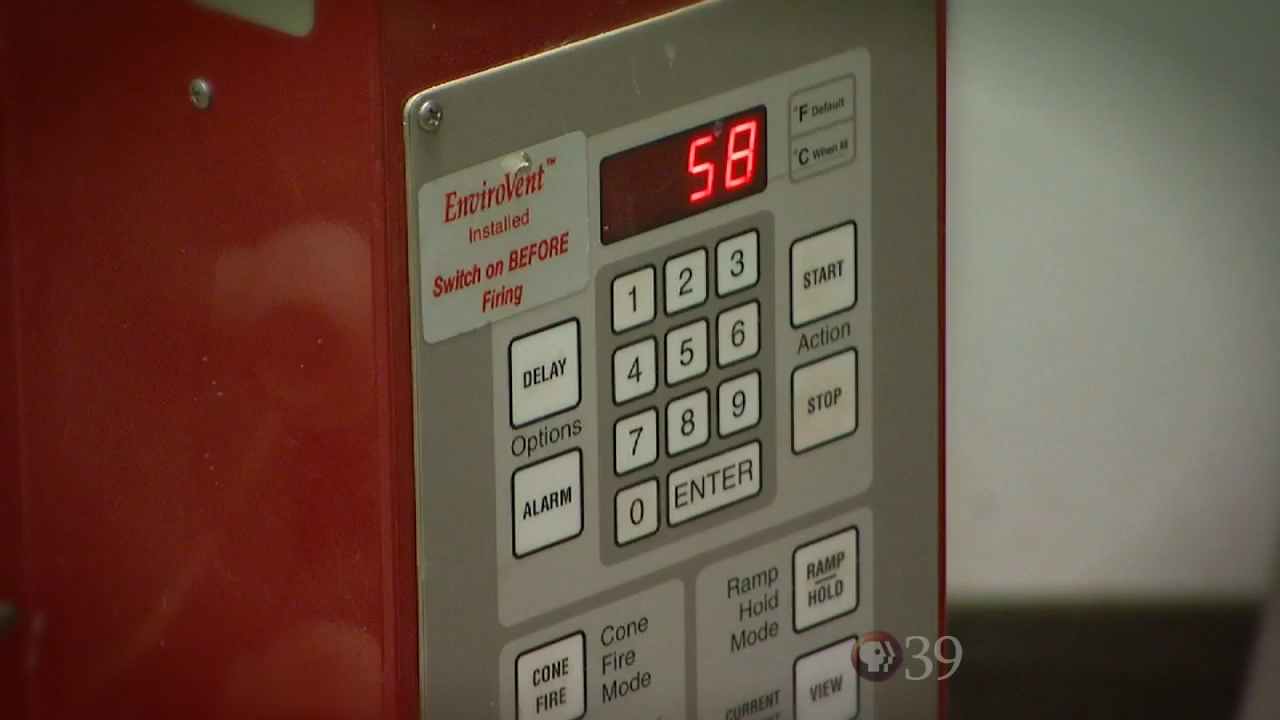 58
°F Default
°C When lit
EnviroVent™
Installed
Switch on BEFORE
Firing
1 2 3
4 5 6
7 8 9
0 ENTER
START
Action
STOP
DELAY
Options
ALARM
Ramp
Hold
Mode
RAMP
HOLD
Cone
Fire
Mode
CONE
FIRE
CURRENT
VIEW
39